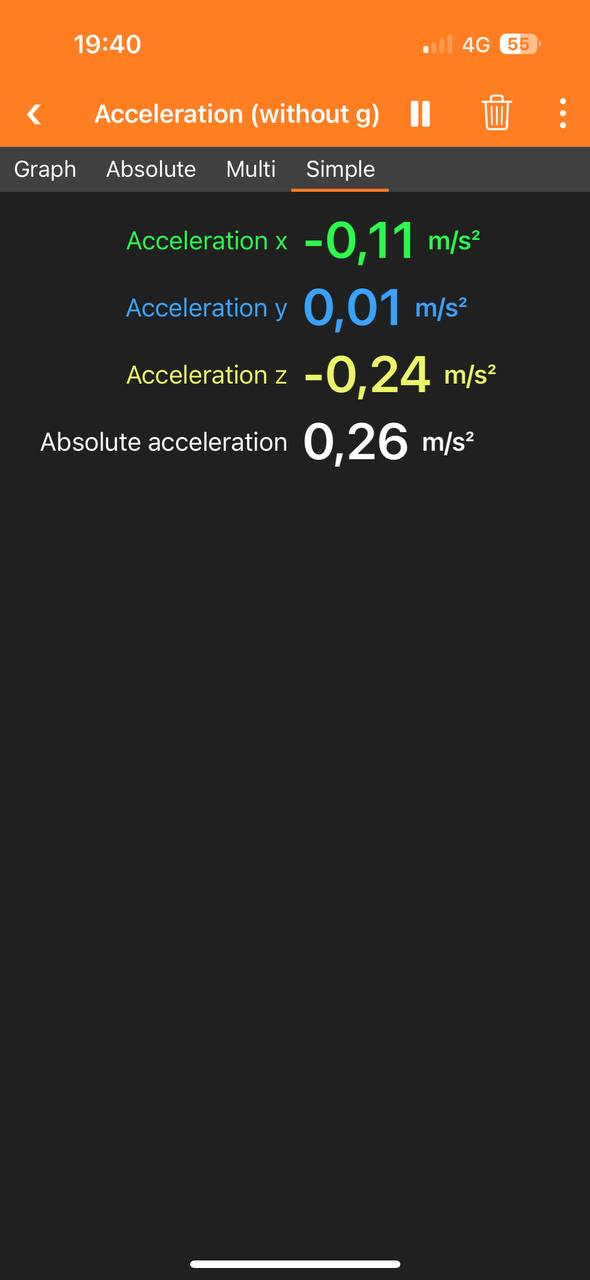 19:40 4G 55
Acceleration (without g)
Graph Absolute Multi Simple
Acceleration x -0,11 m/s²
Acceleration y 0,01 m/s²
Acceleration z -0,24 m/s²
Absolute acceleration 0,26 m/s²